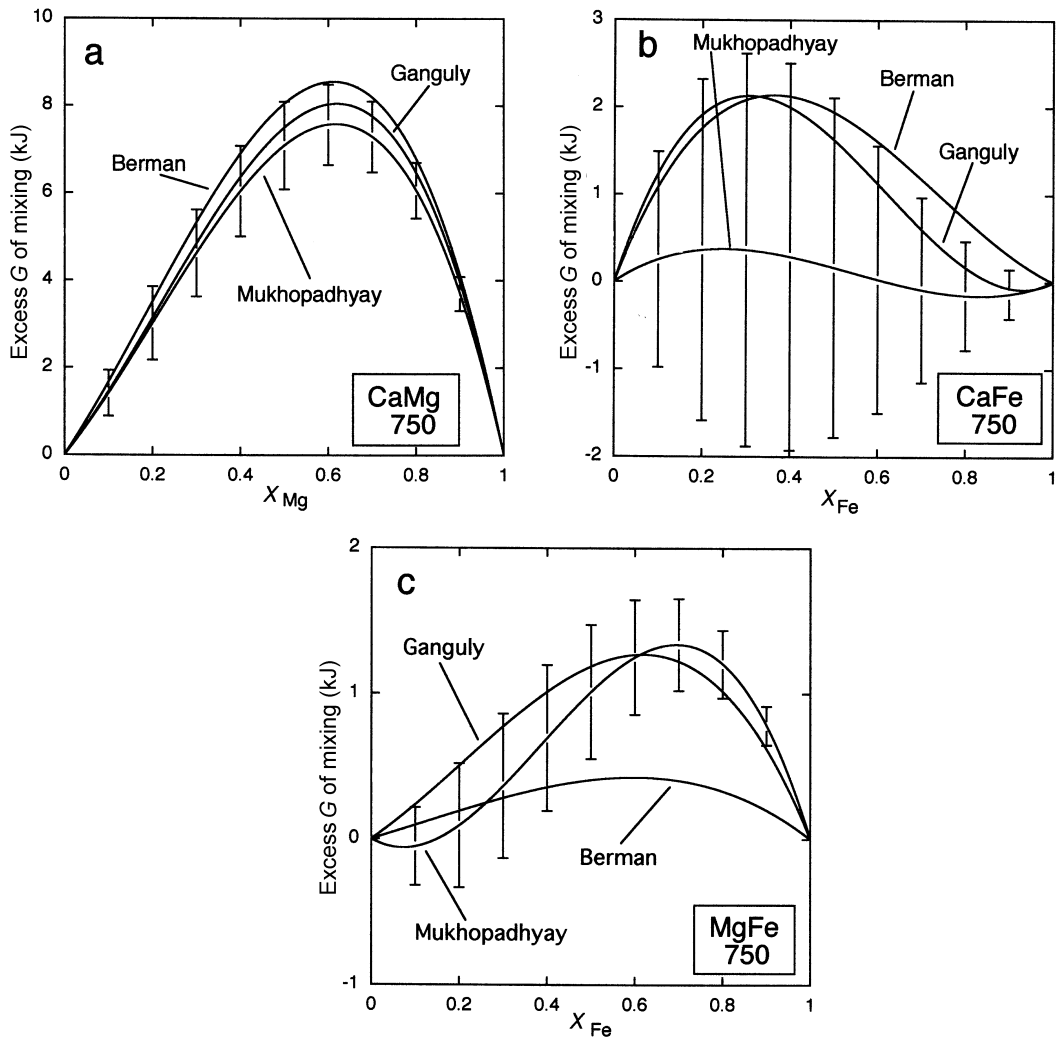 a
10
8
6
4
2
0
Excess G of mixing (kJ)
Ganguly
Berman
Mukhopadhyay
CaMg
750
0
0.2
0.4
0.6
0.8
1
X Mg
b
3
2
1
0
-1
-2
Excess G of mixing (kJ)
Mukhopadhyay
Berman
Ganguly
CaFe
750
0
0.2
0.4
0.6
0.8
1
X Fe
c
2
1
0
-1
Excess G of mixing (kJ)
Ganguly
Berman
Mukhopadhyay
MgFe
750
0
0.2
0.4
0.6
0.8
1
X Fe